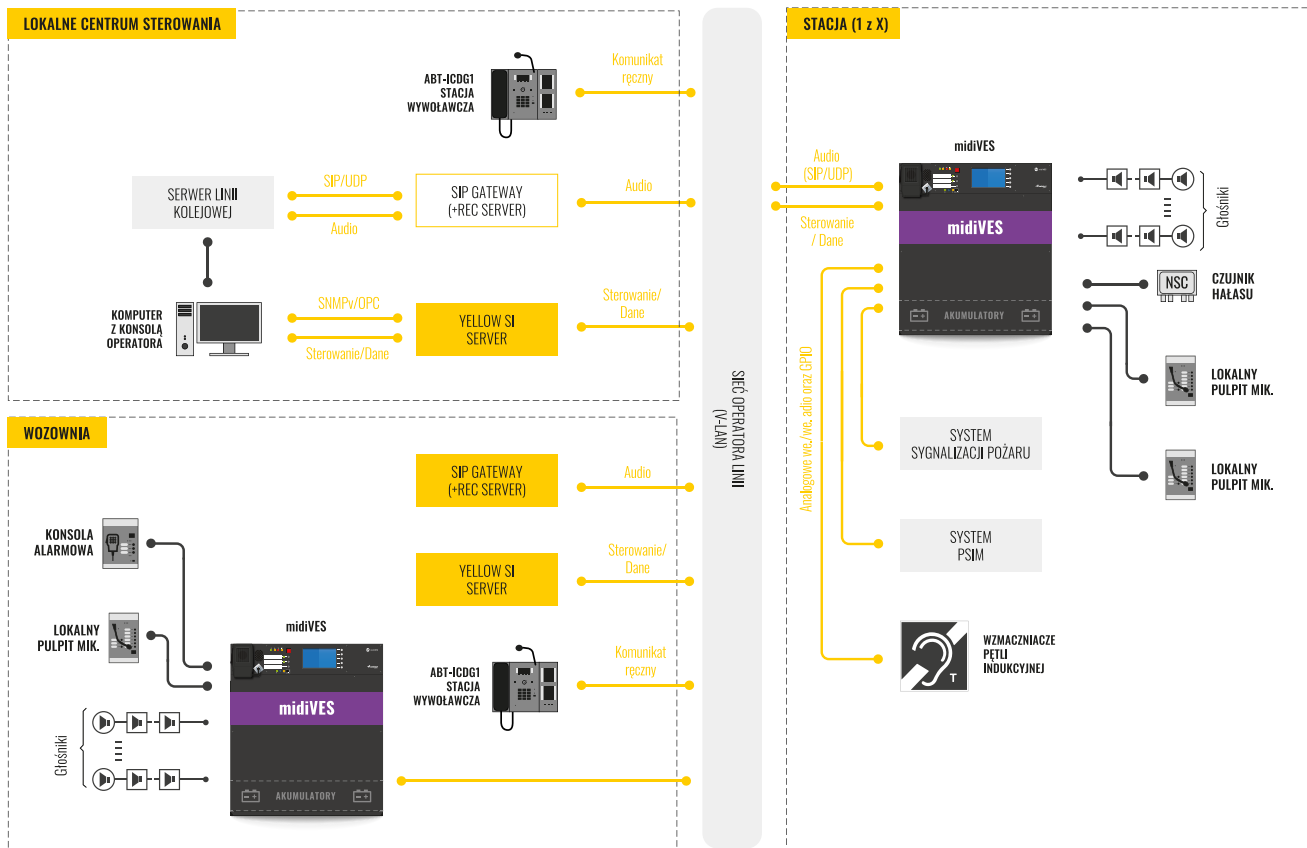 LOKALNE CENTRUM STEROWANIA
ABT-ICDG1
STACJA
WYWOŁAWCZA
Komunikat
ręczny
SERWER LINII
KOLEJOWEJ
SIP/UDP
Audio
SIP GATEWAY
(+REC SERVER)
Audio
KOMPUTER
Z KONSOLĄ
OPERATORA
SNMPv/OPC
Sterowanie/Dane
YELLOW SI
SERVER
Sterowanie/
Dane
WOZOWNIA
SIP GATEWAY
(+REC SERVER)
Audio
KONSOLA
ALARMOWA
YELLOW SI
SERVER
Sterowanie/
Dane
LOKALNY
PULPIT MIK.
midiVES
midiVES
AKUMULATORY
ABT-ICDG1
STACJA
WYWOŁAWCZA
Komunikat
ręczny
Głośniki
SIEĆ OPERATORA LINII
(V-LAN)
STACJA (1 z X)
Audio
(SIP/UDP)
Sterowanie
/ Dane
midiVES
midiVES
AKUMULATORY
Głośniki
NSC
CZUJNIK
HAŁASU
LOKALNY
PULPIT MIK.
LOKALNY
PULPIT MIK.
Analogowe we./we. adio oraz GPIO
SYSTEM
SYGNALIZACJI POŻARU
SYSTEM
PSIM
T
WZMACNIACZE
PĘTLI
INDUKCYJNEJ